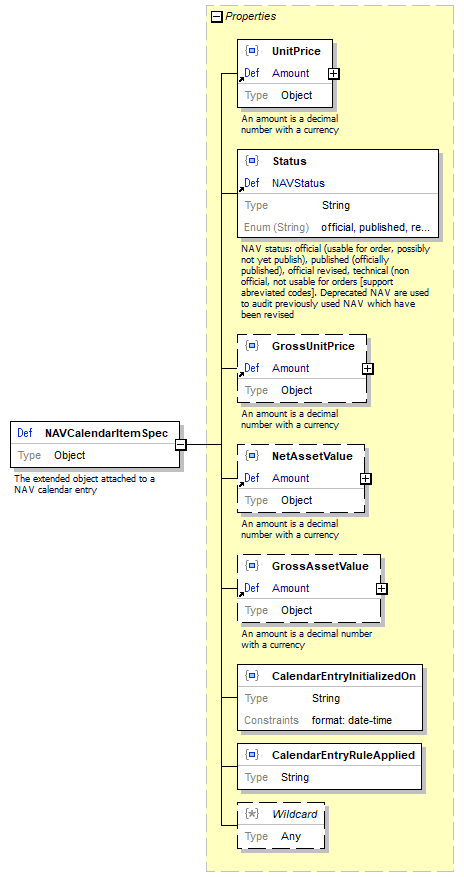 Properties
UnitPrice
Def Amount
Type Object
An amount is a decimal
number with a currency
Status
Def NAVStatus
Type String
Enum (String) official, published, re...
NAV status: official (usable for order, possibly
not yet publish), published (officially
published), official revised, technical (non
official, not usable for orders [support
abreviated codes]. Deprecated NAV are used
to audit previously used NAV which have
been revised
GrossUnitPrice
Def Amount
Type Object
An amount is a decimal
number with a currency
Def NAVCalendarItemSpec
Type Object
The extended object attached to a
NAV calendar entry
NetAssetValue
Def Amount
Type Object
An amount is a decimal
number with a currency
GrossAssetValue
Def Amount
Type Object
An amount is a decimal number
with a currency
CalendarEntryInitializedOn
Type String
Constraints format: date-time
CalendarEntryRuleApplied
Type String
Wildcard
Type Any